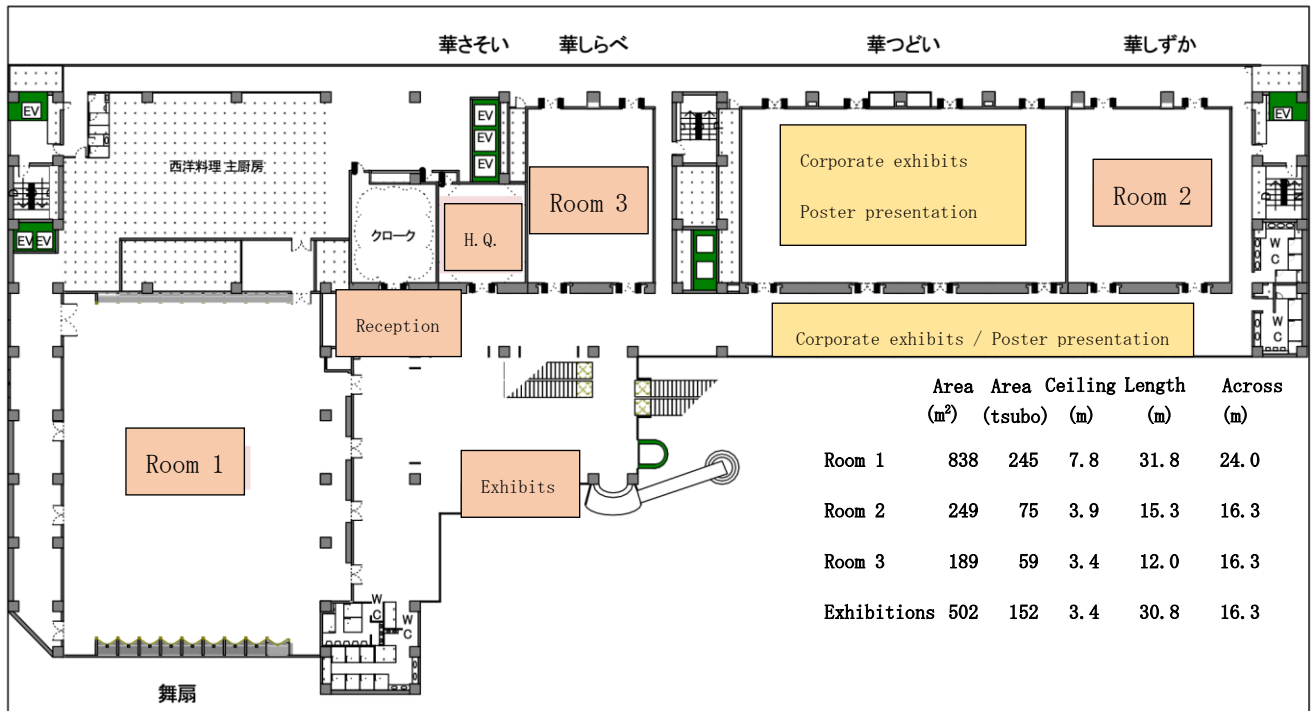 華さそい 華しらべ 華つどい 華しずか
EV
EV
EV
EV
EV
西洋料理 主厨房
Room 3
Corporate exhibits
Poster presentation
Room 2
クローク
H.Q.
EV EV
WC
WC
Reception
Corporate exhibits / Poster presentation
Room 1
Exhibits
Area Area Ceiling Length Across
(m²) (tsubo) (m) (m) (m)
Room 1 838 245 7.8 31.8 24.0
Room 2 249 75 3.9 15.3 16.3
Room 3 189 59 3.4 12.0 16.3
Exhibitions 502 152 3.4 30.8 16.3
WC
WC
舞扇